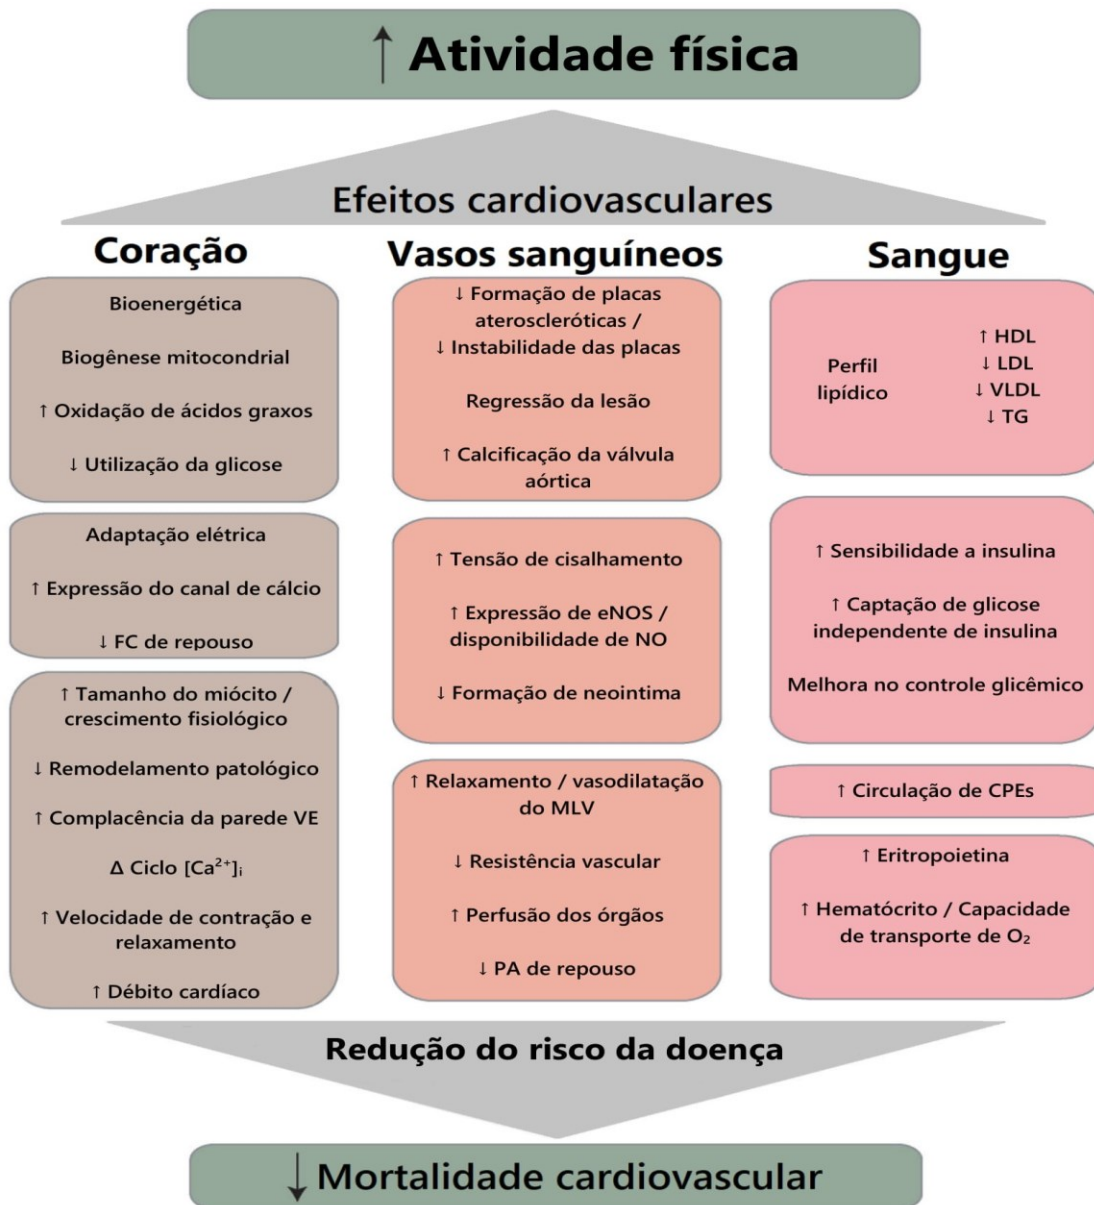 ↑ Atividade física
Efeitos cardiovasculares
Coração
Bioenergética
Biogênese mitocondrial
↑ Oxidação de ácidos graxos
↓ Utilização da glicose
Adaptação elétrica
↑ Expressão do canal de cálcio
↓ FC de repouso
↑ Tamanho do miócito /
crescimento fisiológico
↓ Remodelamento patológico
↑ Complacência da parede VE
Δ Ciclo [Ca²⁺]ᵢ
↑ Velocidade de contração e
relaxamento
↑ Débito cardíaco
Vasos sanguíneos
↓ Formação de placas
ateroscleróticas /
↓ Instabilidade das placas
Regressão da lesão
↑ Calcificação da válvula
aórtica
↑ Tensão de cisalhamento
↑ Expressão de eNOS /
disponibilidade de NO
↓ Formação de neointima
↑ Relaxamento / vasodilatação
do MLV
↓ Resistência vascular
↑ Perfusão dos órgãos
↓ PA de repouso
Sangue
Perfil
lipídico
↑ HDL
↓ LDL
↓ VLDL
↓ TG
↑ Sensibilidade a insulina
↑ Captação de glicose
independente de insulina
Melhora no controle glicêmico
↑ Circulação de CPEs
↑ Eritropoietina
↑ Hematócrito / Capacidade
de transporte de O₂
Redução do risco da doença
↓ Mortalidade cardiovascular